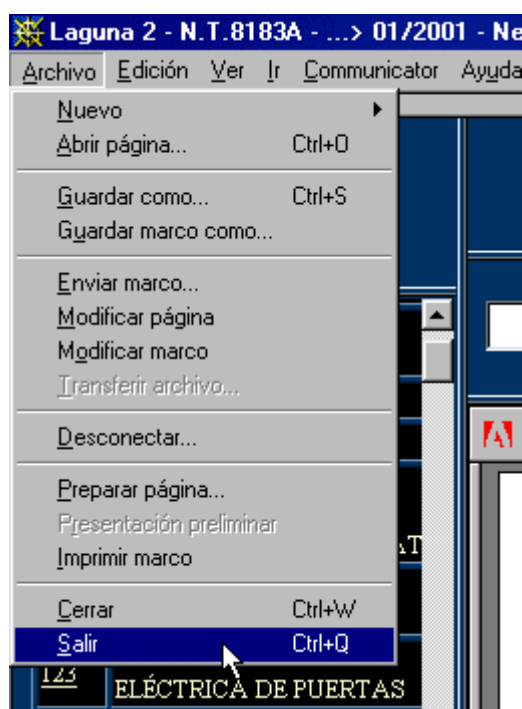 Laguna 2 - N.T.8183A - ...> 01/2001 - Ne
Archivo Edición Ver Ir Communicator Ayuda
Nuevo
Abrir página... Ctrl+O
Guardar como... Ctrl+S
Guardar marco como...
Enviar marco...
Modificar página
Modificar marco
Transferir archivo...
Desconectar...
Preparar página...
Presentación preliminar
Imprimir marco
AT
Cerrar Ctrl+W
Salir Ctrl+Q
123 ELÉCTRICA DE PUERTAS